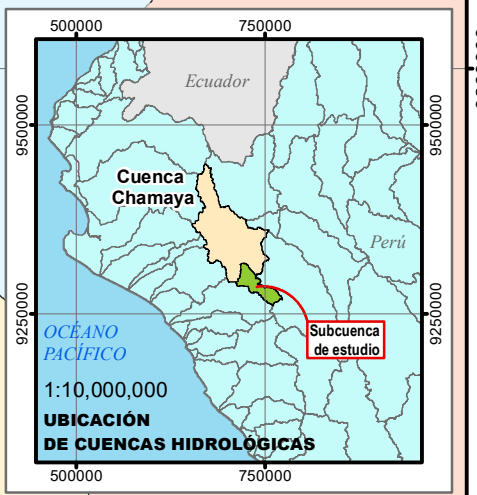 500000 750000
Ecuador
9500000 9500000
Cuenca
Chamaya
Perú
9250000 9250000
OCÉANO
PACÍFICO
Subcuenca
de estudio
1:10,000,000
UBICACIÓN
DE CUENCAS HIDROLÓGICAS
500000 750000